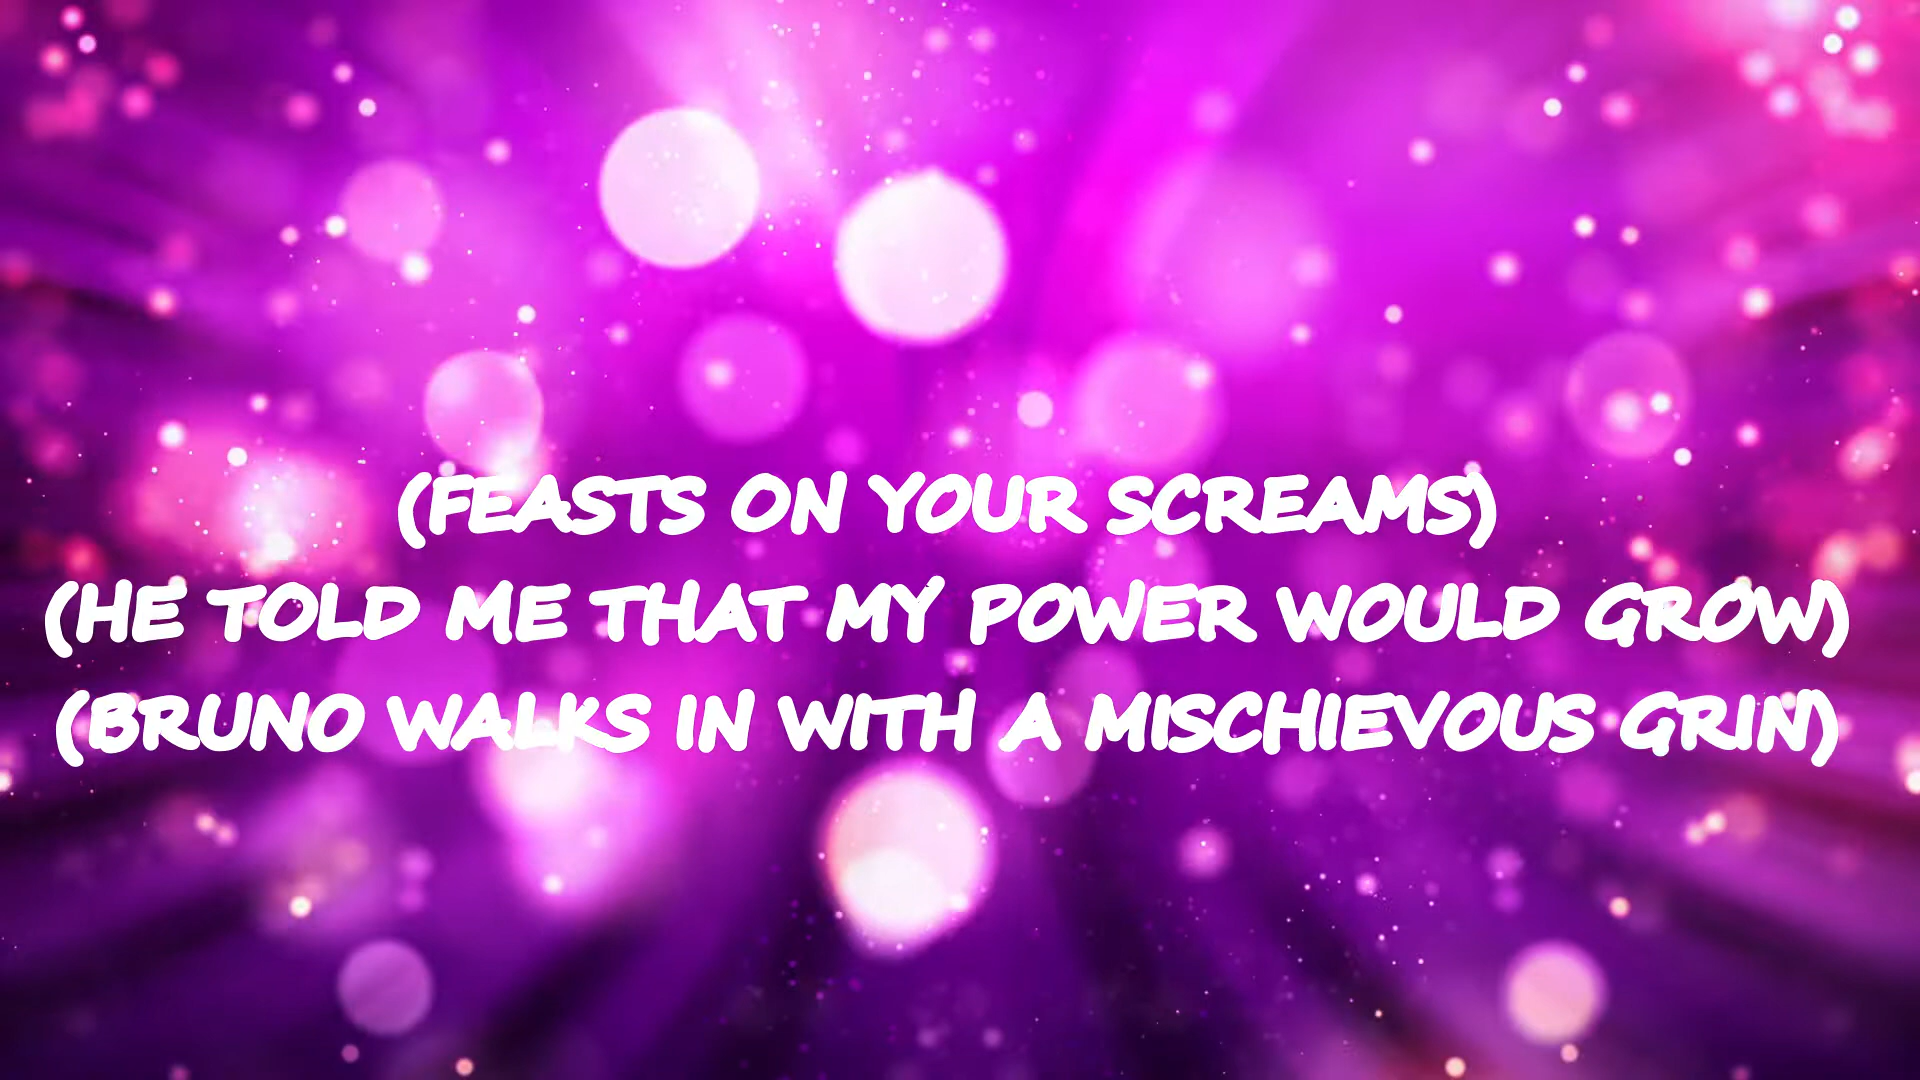 (FEASTS ON YOUR SCREAMS)
(HE TOLD ME THAT MY POWER WOULD GROW)
(BRUNO WALKS IN WITH A MISCHIEVOUS GRIN)